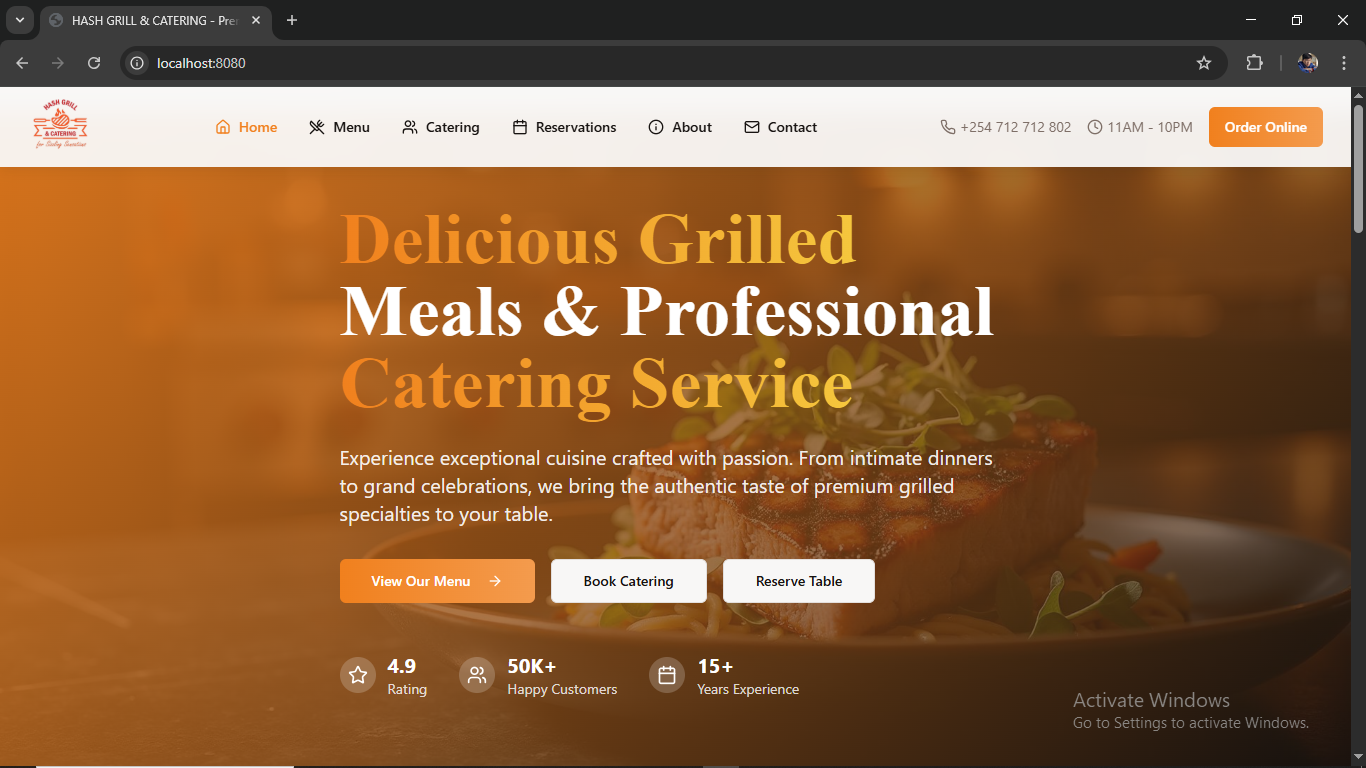 HASH GRILL & CATERING - Pre
localhost:8080
HASH GRILL
& CATERING
for Sizzling Sensations
Home
Menu
Catering
Reservations
About
Contact
+254 712 712 802
11AM - 10PM
Order Online
Delicious Grilled
Meals & Professional
Catering Service
Experience exceptional cuisine crafted with passion. From intimate dinners
to grand celebrations, we bring the authentic taste of premium grilled
specialties to your table.
View Our Menu
Book Catering
Reserve Table
4.9
Rating
50K+
Happy Customers
15+
Years Experience
Activate Windows
Go to Settings to activate Windows.